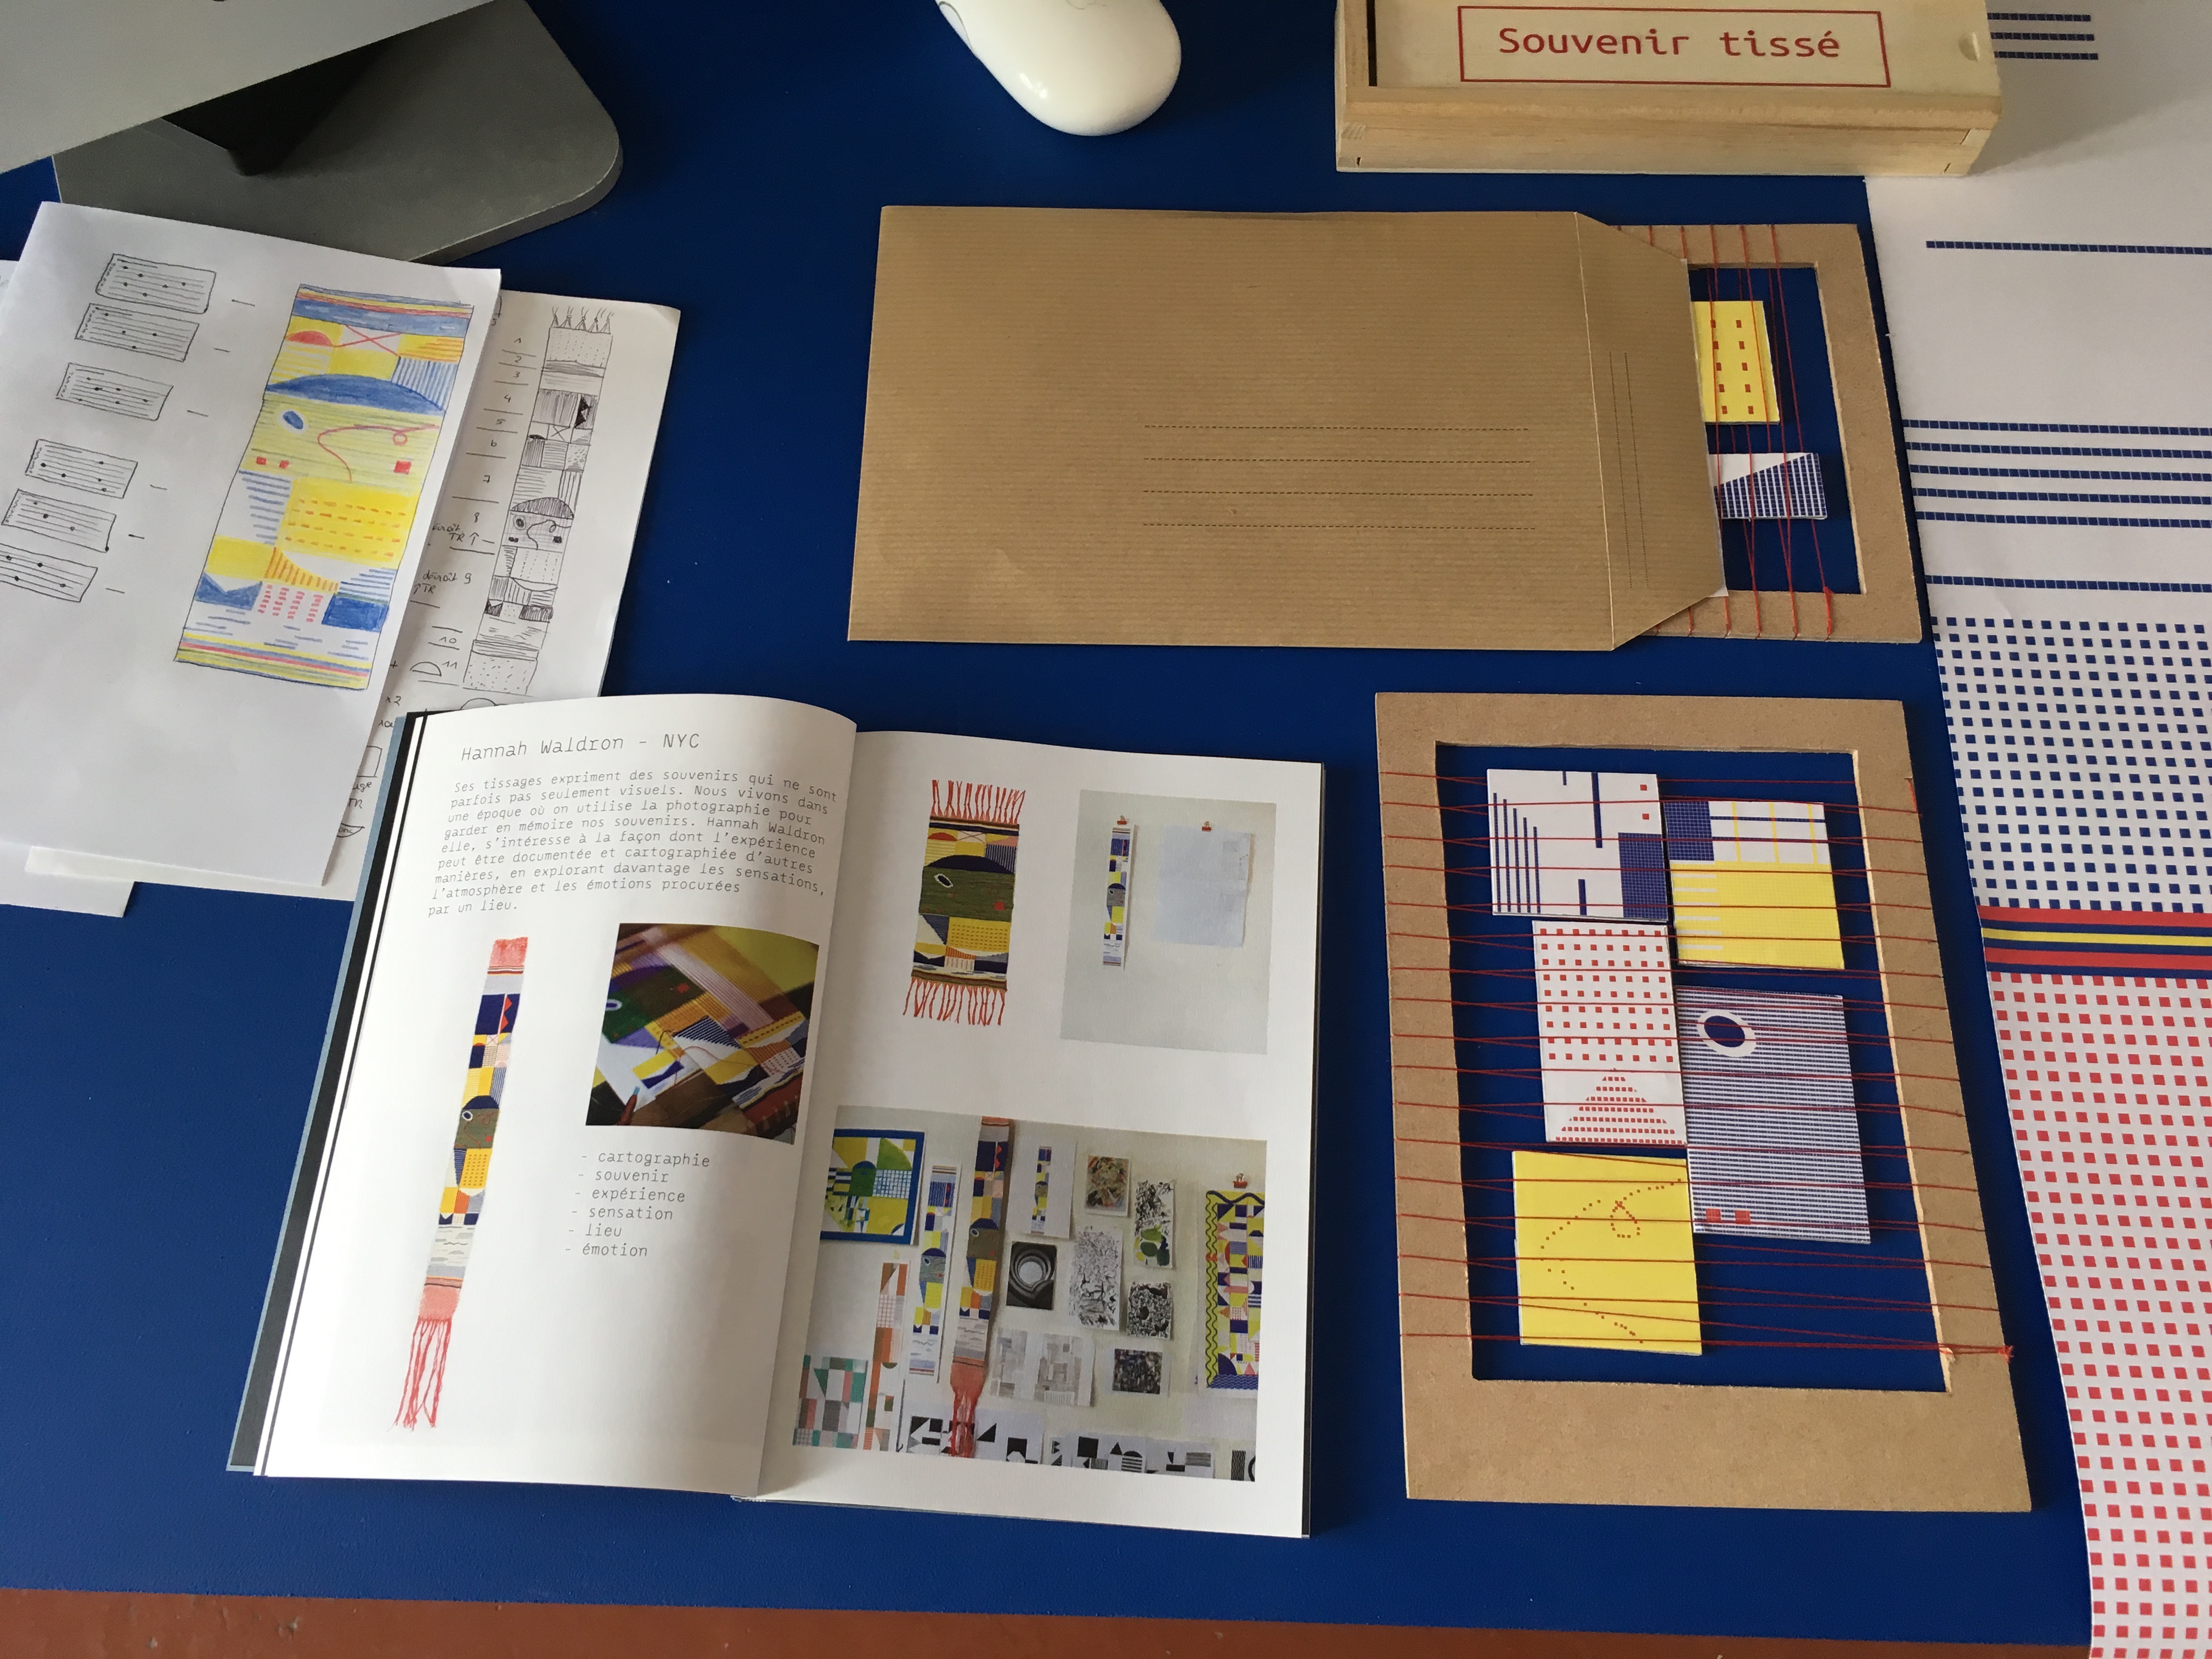 Souvenir tissé
1
2
3
4
5
6
7
8
TR ↑
9
↑TR
10
11
12
Hannah Waldron - NYC
Ses tissages expriment des souvenirs qui ne sont
parfois pas seulement visuels. Nous vivons dans
une époque où on utilise la photographie pour
garder en mémoire nos souvenirs. Hannah Waldron
elle, s'intéresse à la façon dont l'expérience
peut être documentée et cartographiée d'autres
manières, en explorant davantage les sensations,
l'atmosphère et les émotions procurées
par un lieu.
- cartographie
- souvenir
- expérience
- sensation
- lieu
- émotion